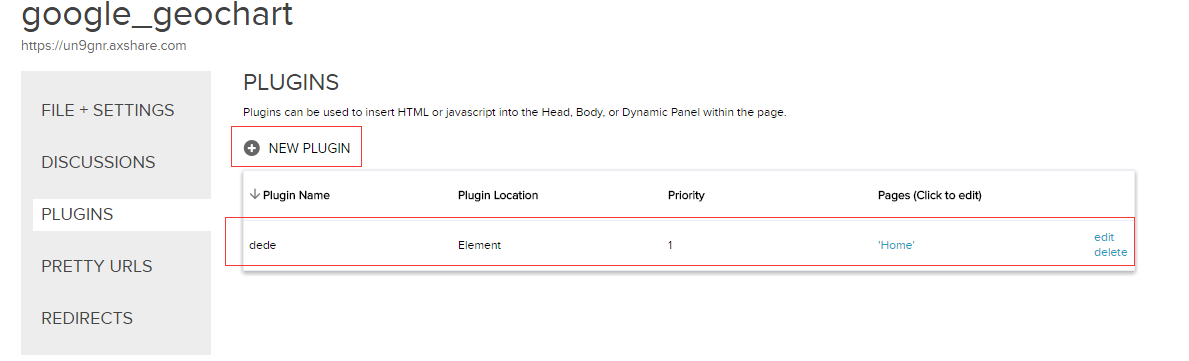 google_geochart
https://un9gnr.axshare.com
FILE + SETTINGS
DISCUSSIONS
PLUGINS
PRETTY URLS
REDIRECTS
PLUGINS
Plugins can be used to insert HTML or javascript into the Head, Body, or Dynamic Panel within the page.
NEW PLUGIN
Plugin Name Plugin Location Priority Pages (Click to edit)
dede Element 1 'Home' edit
delete